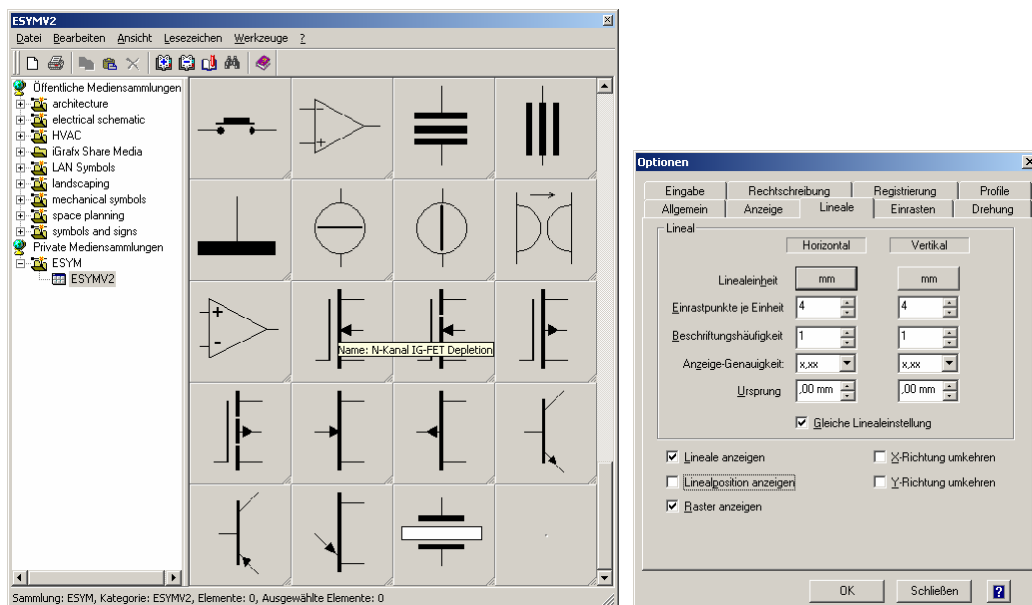 ESYMV2
Datei Bearbeiten Ansicht Lesezeichen Werkzeuge ?
Öffentliche Mediensammlungen
architecture
electrical schematic
HVAC
iGrafx Share Media
LAN Symbols
landscaping
mechanical symbols
space planning
symbols and signs
Private Mediensammlungen
ESYM
ESYMV2
Name: N-Kanal IG-FET Depletion
Sammlung: ESYM, Kategorie: ESYMV2, Elemente: 0, Ausgewählte Elemente: 0
Optionen
Eingabe Rechtschreibung Registrierung Profile
Allgemein Anzeige Lineale Einrasten Drehung
Lineal
Horizontal Vertikal
Linealeinheit mm mm
Einrastpunkte je Einheit 4 4
Beschriftungshäufigkeit 1 1
Anzeige-Genauigkeit: x,xx x,xx
Ursprung ,00 mm ,00 mm
Gleiche Linealeinstellung
Lineale anzeigen X-Richtung umkehren
Linealposition anzeigen Y-Richtung umkehren
Raster anzeigen
OK Schließen ?